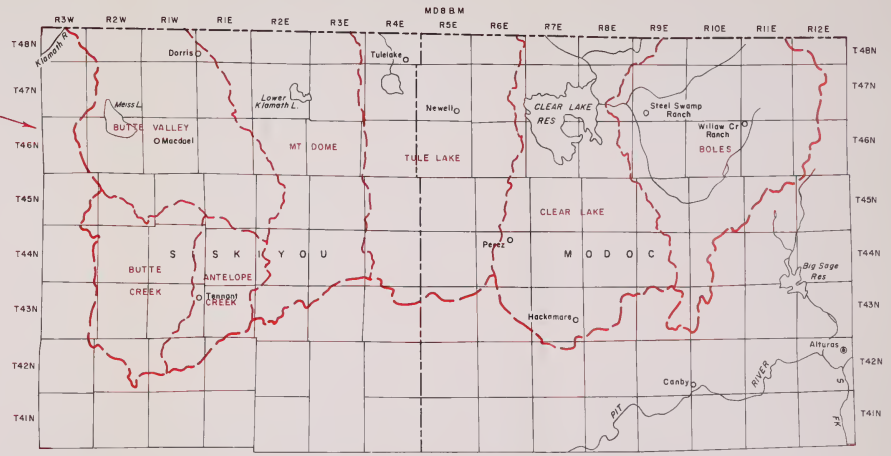 MDB&M
R3W R2W R1W R1E R2E R3E R4E R5E R6E R7E R8E R9E R10E R11E R12E
T48N
T48N
Klamath R
Dorris
Tulelake
T47N
T47N
Meiss L.
Lower
Klamath L.
Newell
CLEAR LAKE
RES
Steel Swamp
Ranch
Willow Cr
Ranch
BUTTE VALLEY
Macdoel
MT DOME
TULE LAKE
BOLES
T46N
T46N
T45N
T45N
CLEAR LAKE
Perez
SISKIYOU
MODOC
T44N
T44N
BUTTE
CREEK
ANTELOPE
CREEK
Tennant
Big Sage
Res
T43N
T43N
Hackamore
Alturas
T42N
T42N
Canby
PIT
RIVER
S
FK
T41N
T41N